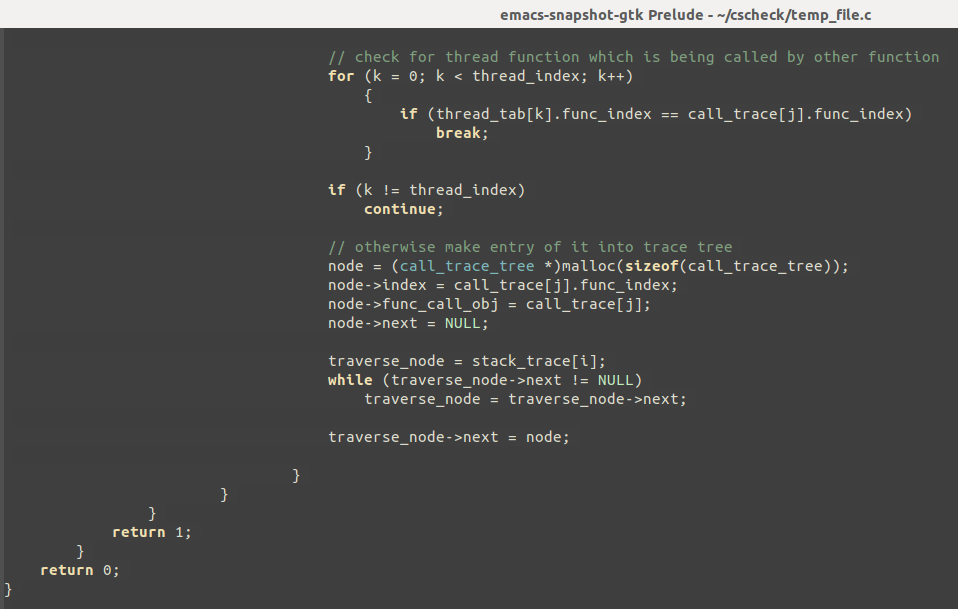 emacs-snapshot-gtk Prelude - ~/cscheck/temp_file.c
// check for thread function which is being called by other function
for (k = 0; k < thread_index; k++)
{
if (thread_tab[k].func_index == call_trace[j].func_index)
break;
}
if (k != thread_index)
continue;
// otherwise make entry of it into trace tree
node = (call_trace_tree *)malloc(sizeof(call_trace_tree));
node->index = call_trace[j].func_index;
node->func_call_obj = call_trace[j];
node->next = NULL;
traverse_node = stack_trace[i];
while (traverse_node->next != NULL)
traverse_node = traverse_node->next;
traverse_node->next = node;
}
}
}
return 1;
}
return 0;
}